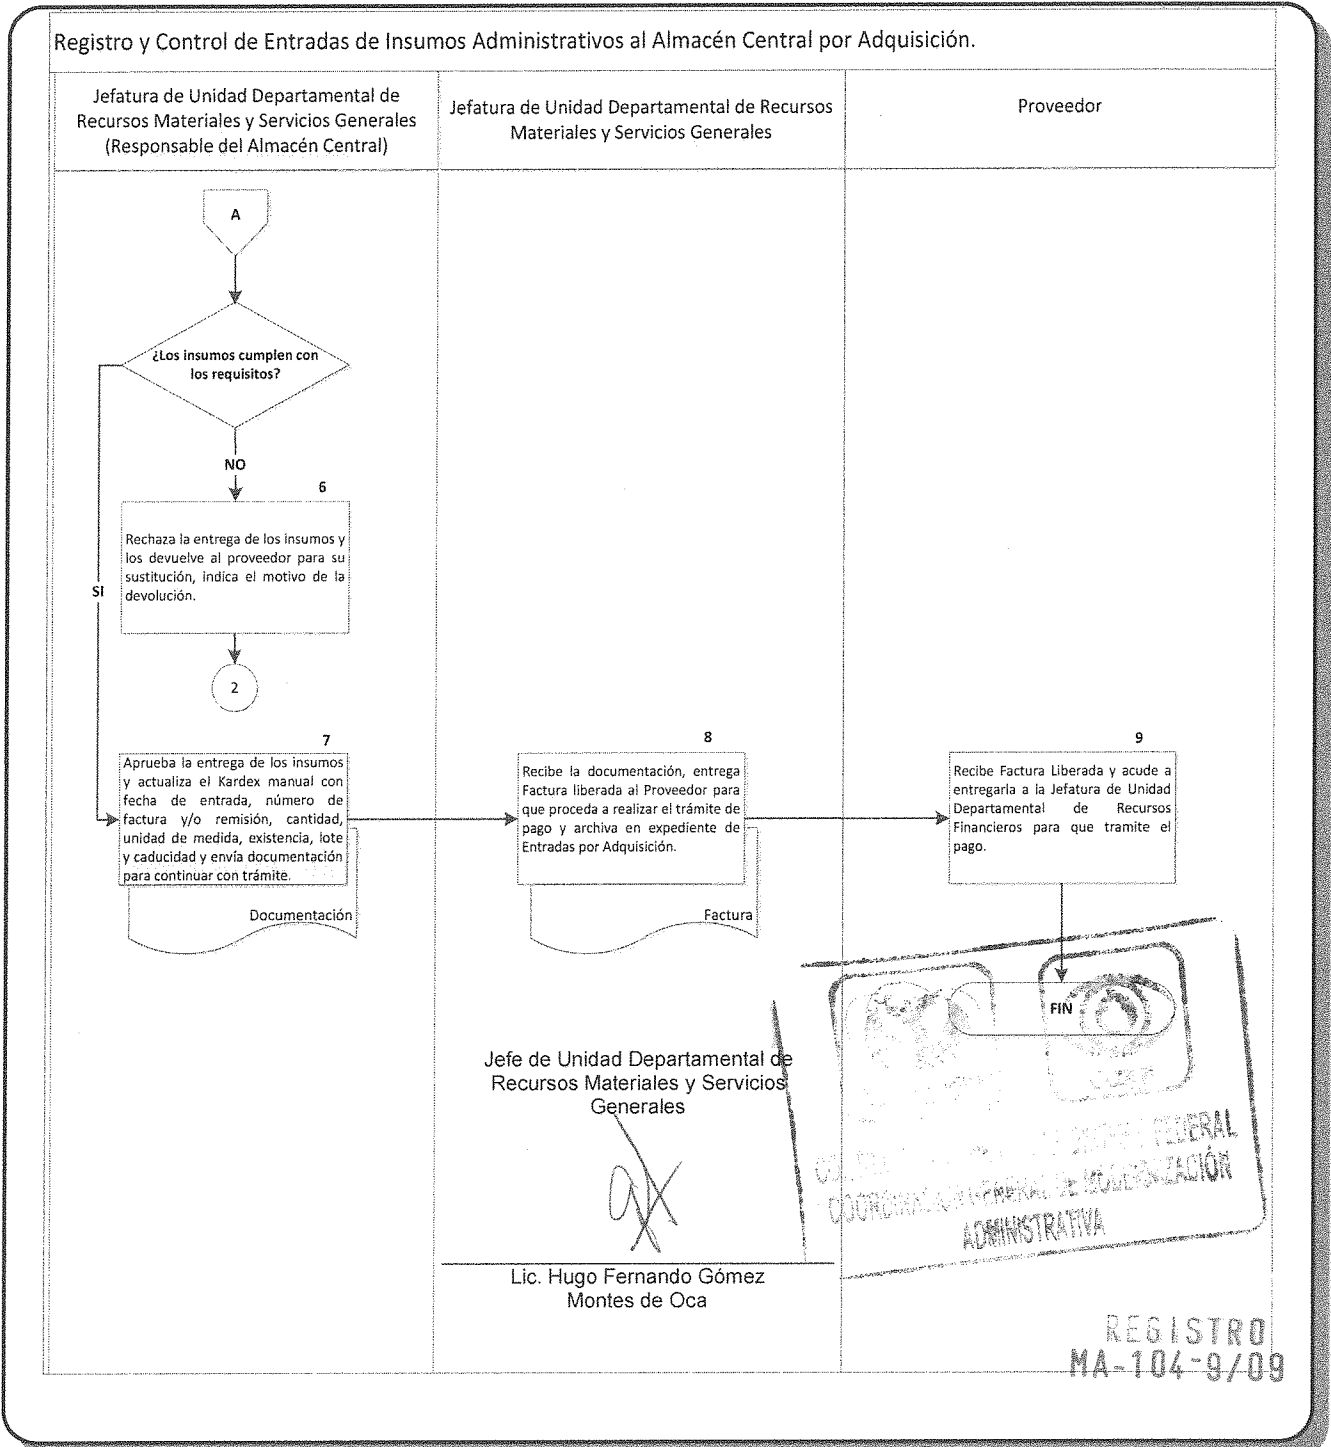 Registro y Control de Entradas de Insumos Administrativos al Almacén Central por Adquisición.
Jefatura de Unidad Departamental de
Recursos Materiales y Servicios Generales
(Responsable del Almacén Central)
Jefatura de Unidad Departamental de Recursos
Materiales y Servicios Generales
Proveedor
A
¿Los insumos cumplen con
los requisitos?
NO
SI
6
Rechaza la entrega de los insumos y
los devuelve al proveedor para su
sustitución, indica el motivo de la
devolución.
2
7
Aprueba la entrega de los insumos
y actualiza el Kardex manual con
fecha de entrada, número de
factura y/o remisión, cantidad,
unidad de medida, existencia, lote
y caducidad y envía documentación
para continuar con trámite.
Documentación
8
Recibe la documentación, entrega
Factura liberada al Proveedor para
que proceda a realizar el trámite de
pago y archiva en expediente de
Entradas por Adquisición.
Factura
9
Recibe Factura Liberada y acude a
entregarla a la Jefatura de Unidad
Departamental de Recursos
Financieros para que tramite el
pago.
FIN
Jefe de Unidad Departamental de
Recursos Materiales y Servicios
Generales
Lic. Hugo Fernando Gómez
Montes de Oca
FEDERAL
COORDINACIÓN GENERAL DE MODERNIZACIÓN
ADMINISTRATIVA
REGISTRO
MA-104-9/09